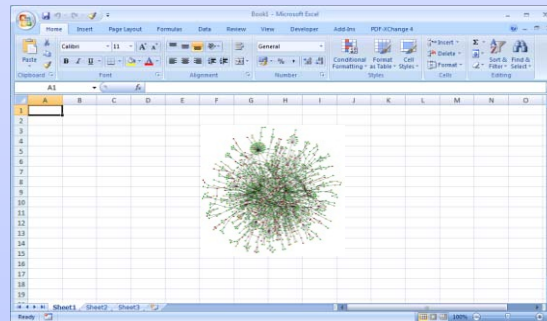 Book1 - Microsoft Excel
Home Insert Page Layout Formulas Data Review View Developer Add-Ins PDF-XChange 4
Calibri 11 A A General Insert Σ
Paste B I U A $ % , Conditional Format Cell Delete Sort & Find &
Formatting as Table Styles Format Filter Select
Clipboard Font Alignment Number Styles Cells Editing
A1 fx
A B C D E F G H I J K L M N O
1
2
3
4
5
6
7
8
9
10
11
12
13
14
15
16
17
18
Sheet1 Sheet2 Sheet3
Ready 100%